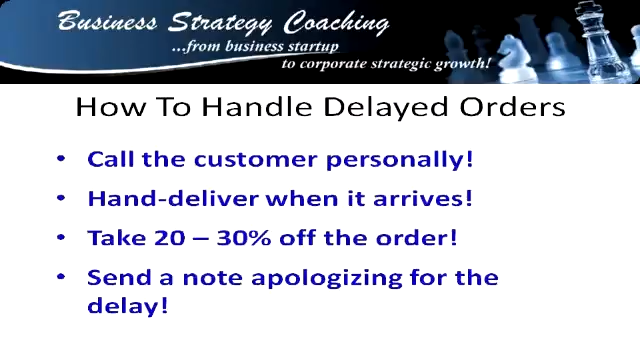 Business Strategy Coaching
...from business startup
to corporate strategic growth!
How To Handle Delayed Orders
• Call the customer personally!
• Hand-deliver when it arrives!
• Take 20 – 30% off the order!
• Send a note apologizing for the
delay!